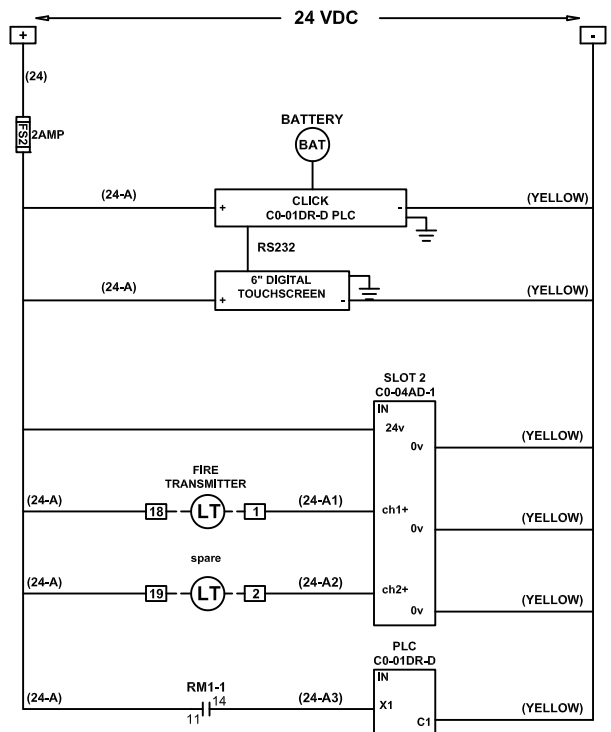 24 VDC
+
-
(24)
FS2
2AMP
BATTERY
BAT
(24-A)
+
CLICK
C0-01DR-D PLC
-
(YELLOW)
RS232
(24-A)
6" DIGITAL
TOUCHSCREEN
+
-
(YELLOW)
SLOT 2
C0-04AD-1
IN
24v
0v
(YELLOW)
FIRE
TRANSMITTER
(24-A)
18
LT
1
(24-A1)
ch1+
0v
(YELLOW)
spare
(24-A)
19
LT
2
(24-A2)
ch2+
0v
(YELLOW)
PLC
C0-01DR-D
IN
(24-A)
RM1-1
11
14
(24-A3)
X1
C1
(YELLOW)